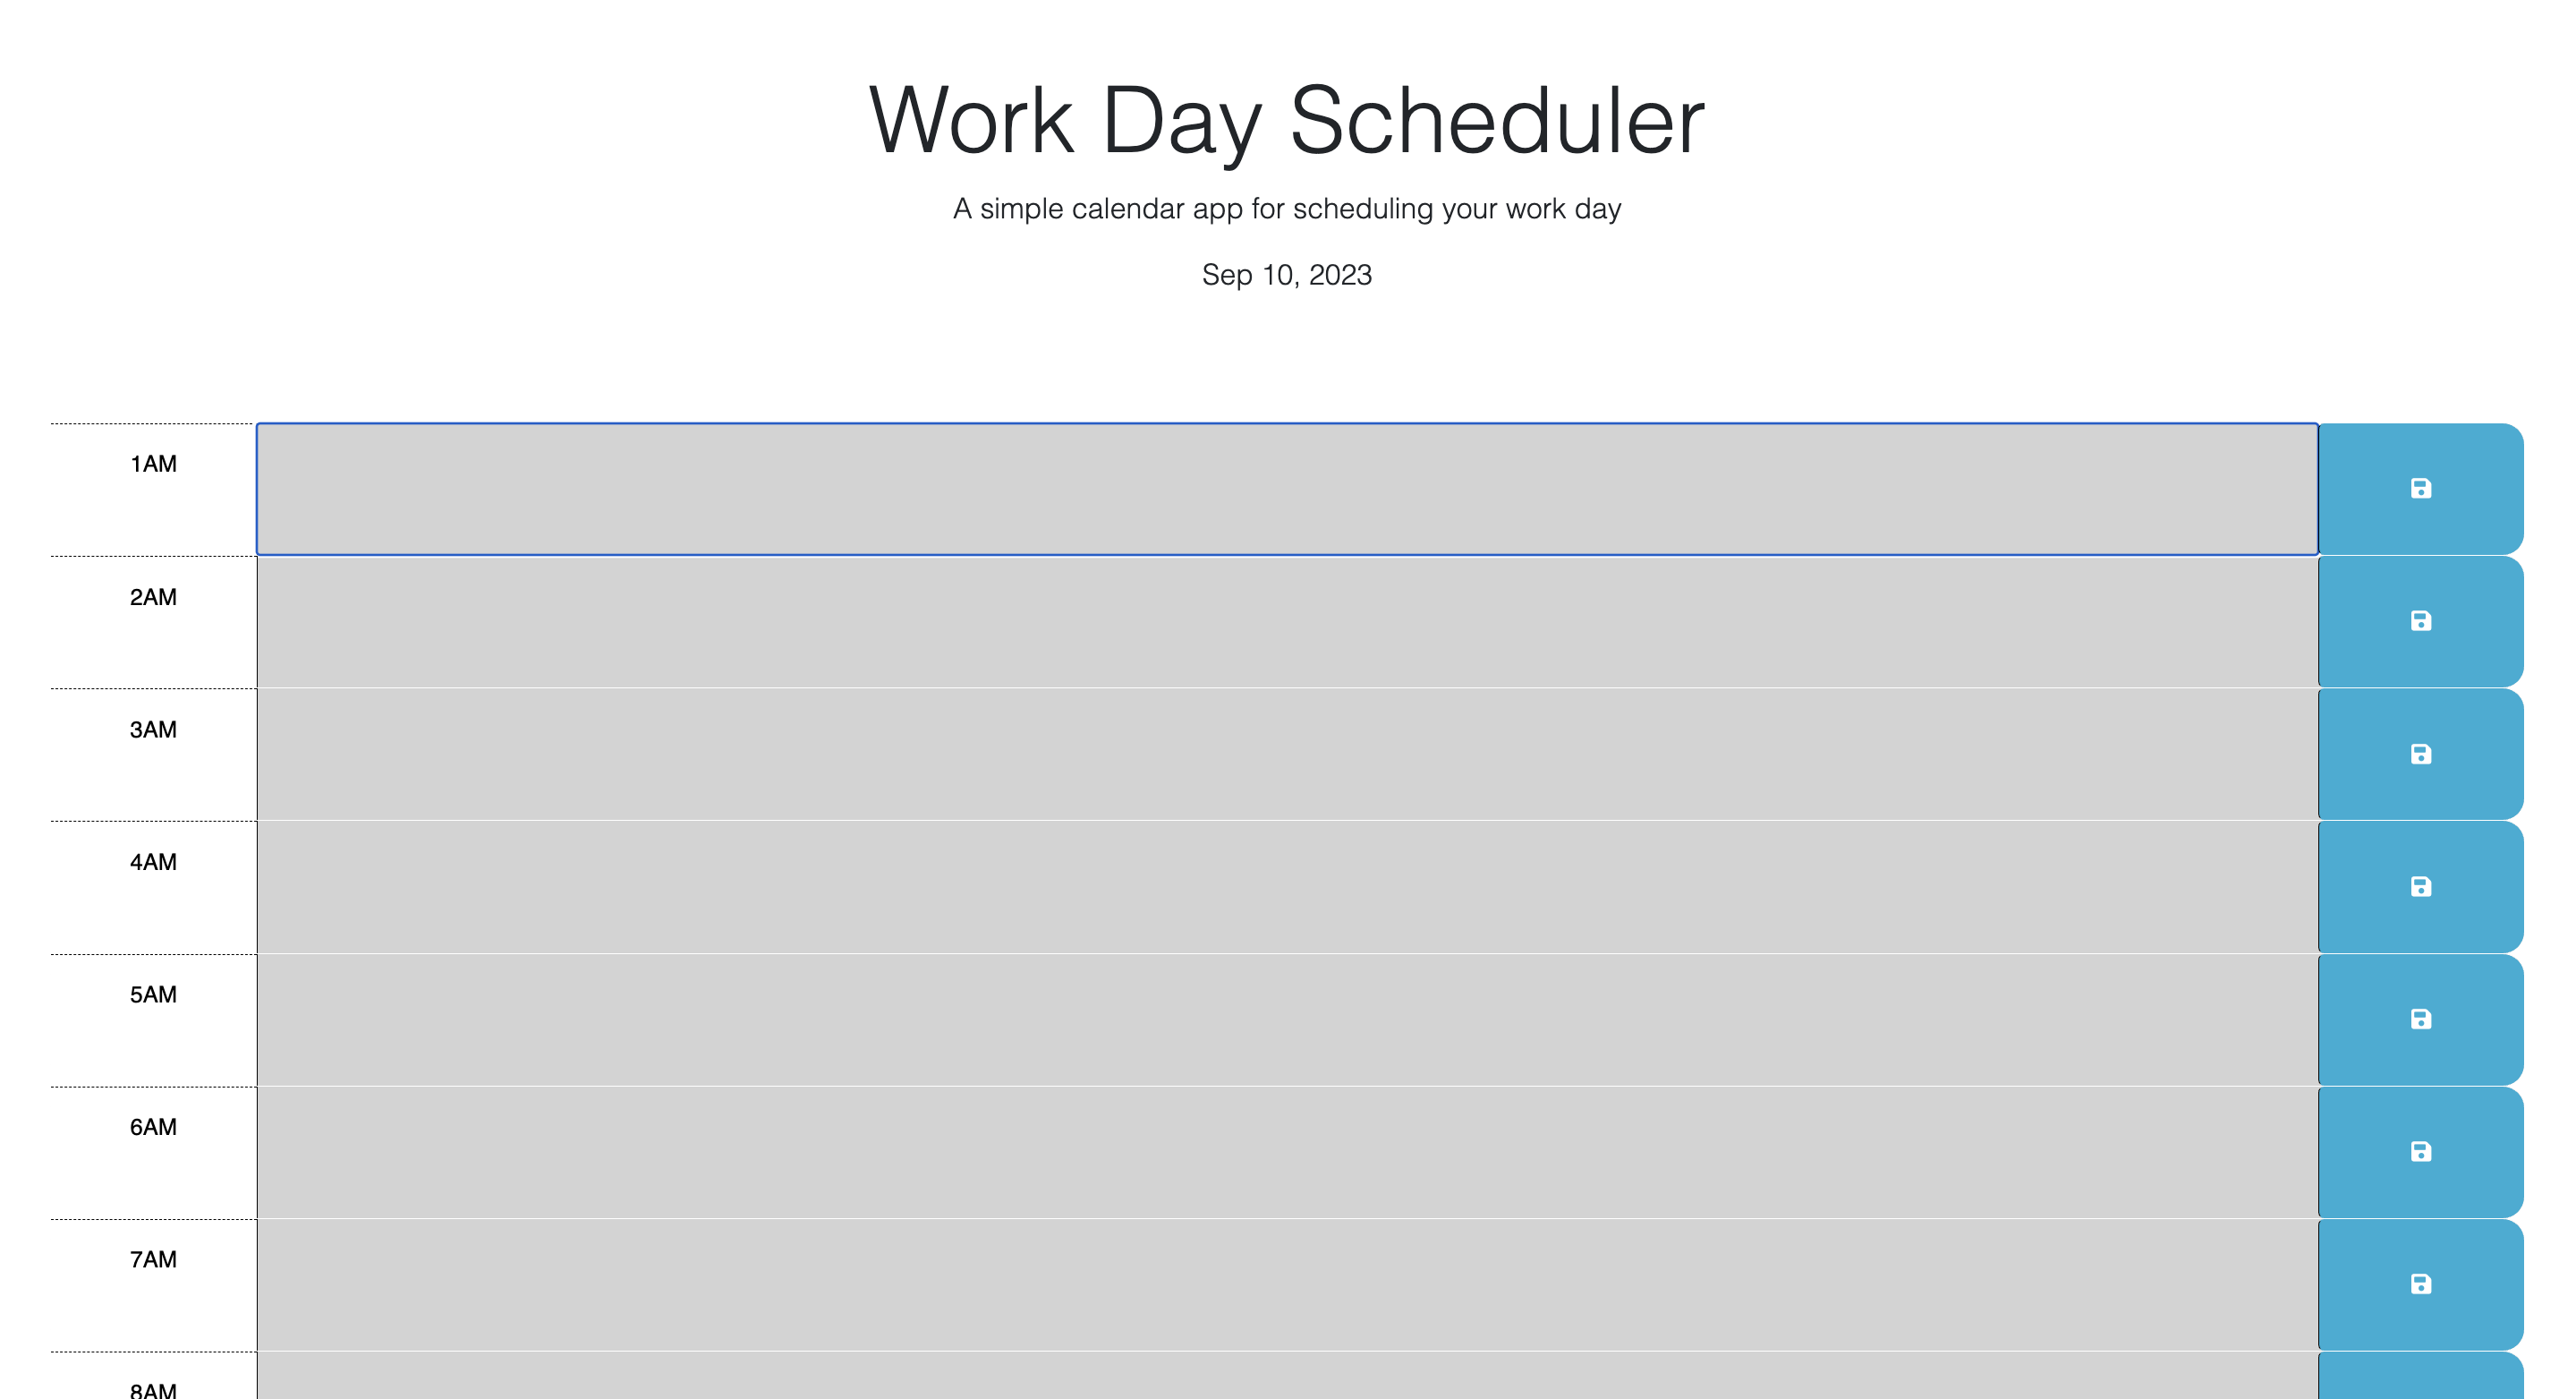 Work Day Scheduler
A simple calendar app for scheduling your work day
Sep 10, 2023
1AM
2AM
3AM
4AM
5AM
6AM
7AM
8AM